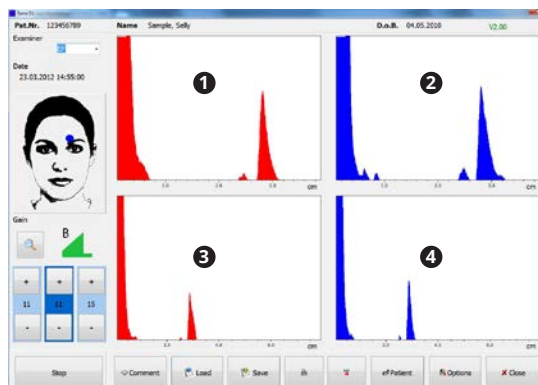 Pat.Nr. 123456789 Name Sample, Selly D.o.B. 04.05.2010 V2.00
Examiner
Date
23.03.2012 14:55:00
1
2
cm
cm
Gain
B
3
4
+ + +
11 11 15
- - -
cm
cm
Stop Comment Load Save Patient Options Close